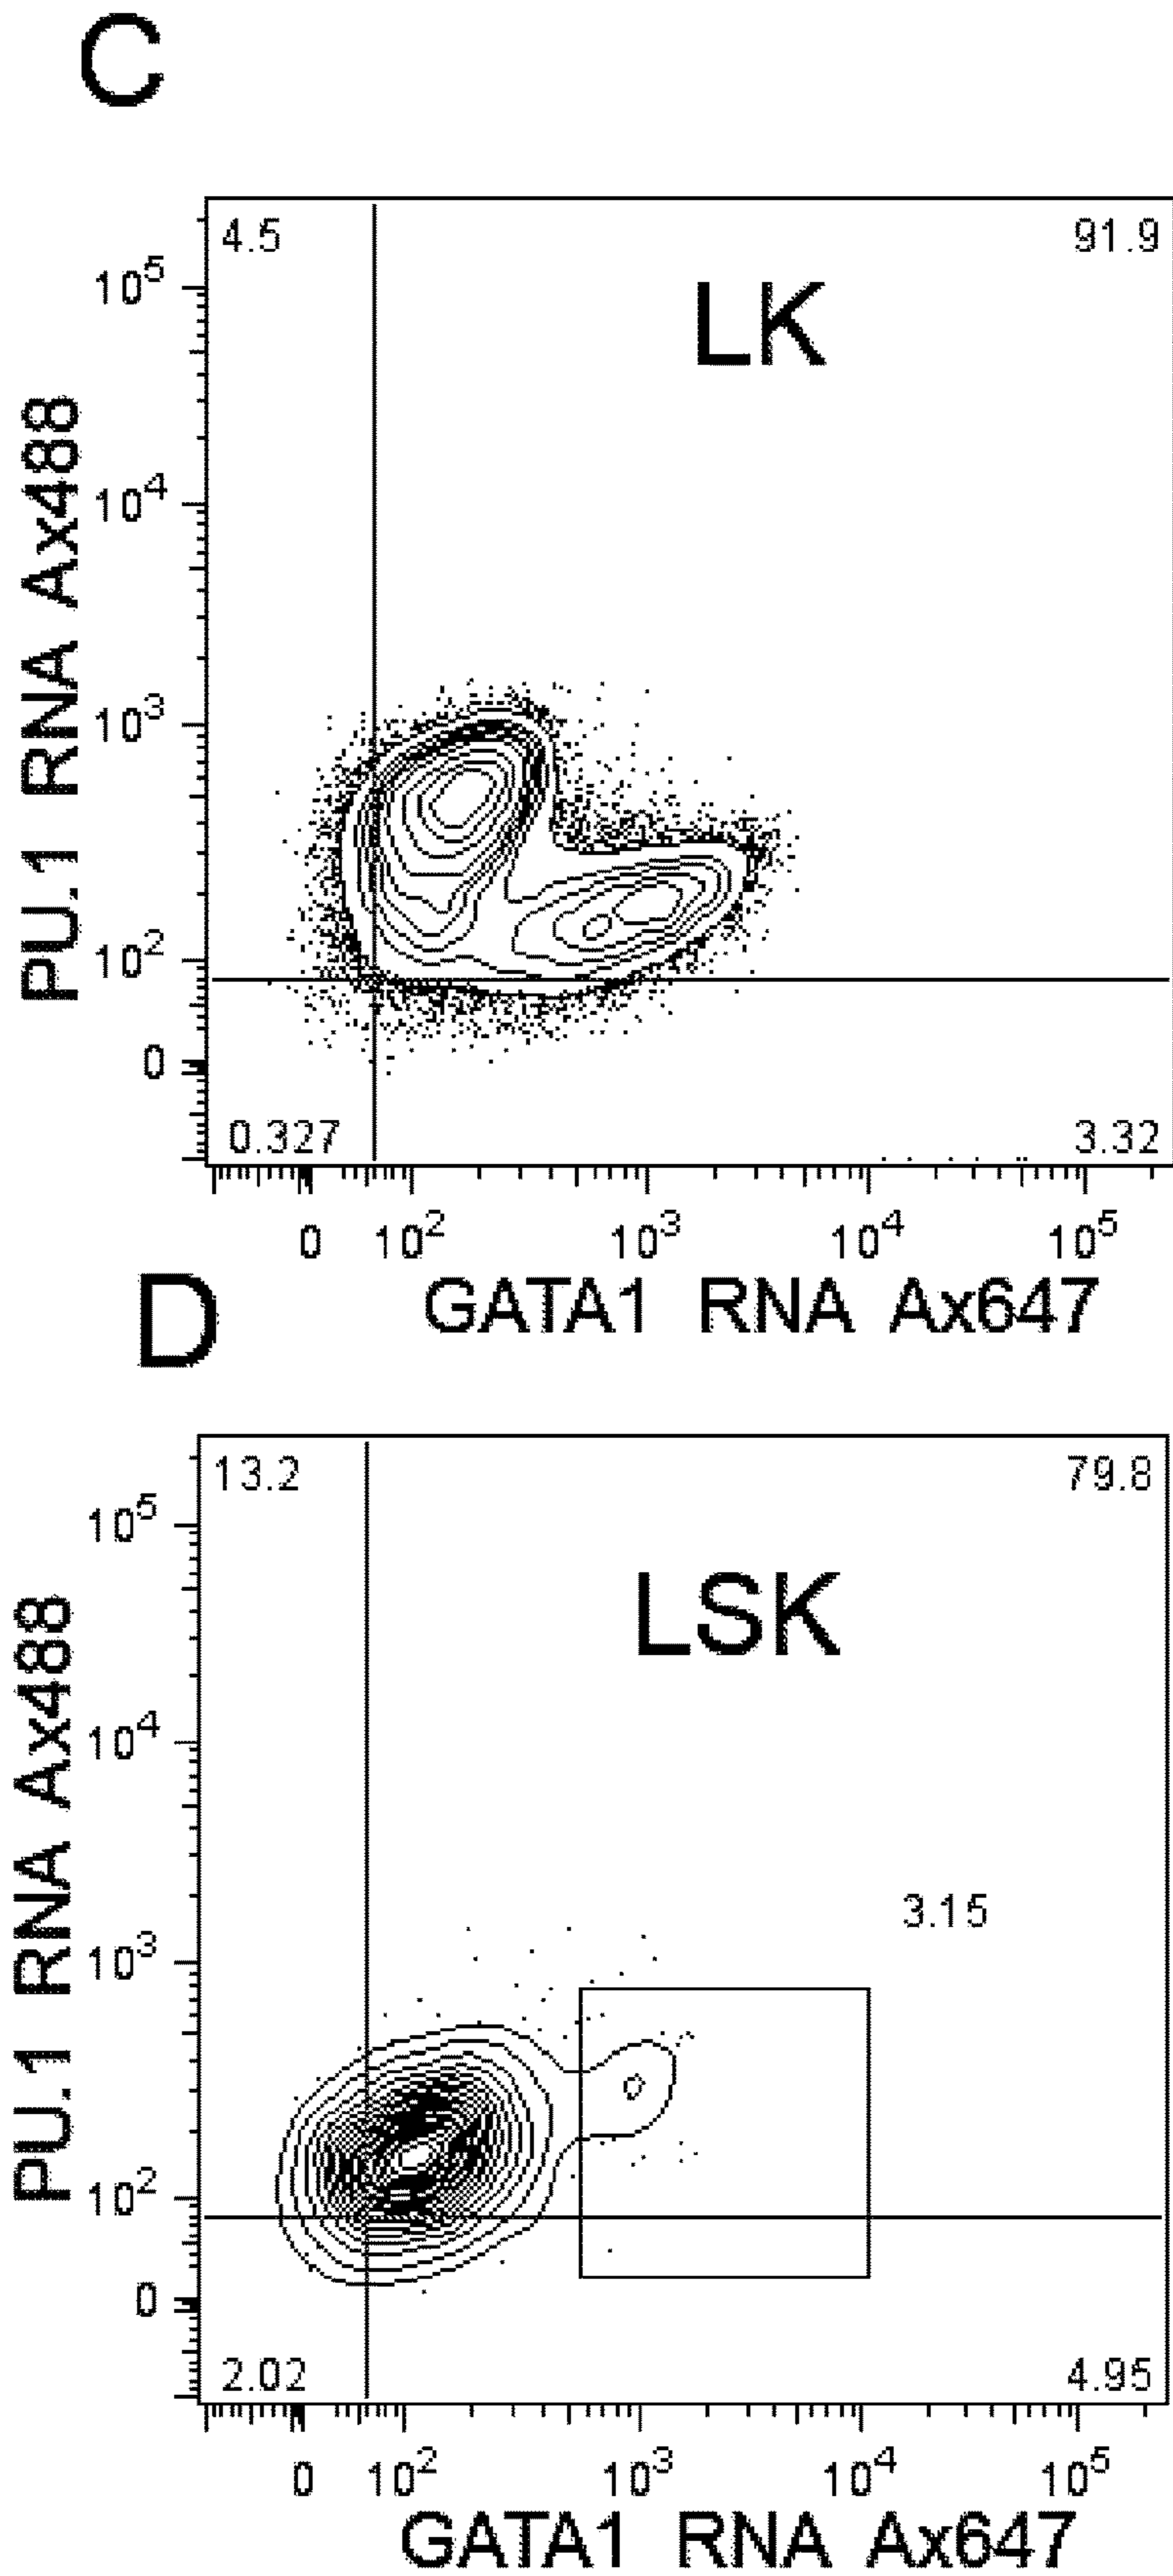 C
4.5 91.9
LK
10^5
10^4
10^3
10^2
0
PU.1 RNA Ax488
0.327 3.32
0 10^2 10^3 10^4 10^5
GATA1 RNA Ax647
D
13.2 79.8
LSK
10^5
10^4
3.15
10^3
10^2
0
PU.1 RNA Ax488
2.02 4.95
0 10^2 10^3 10^4 10^5
GATA1 RNA Ax647